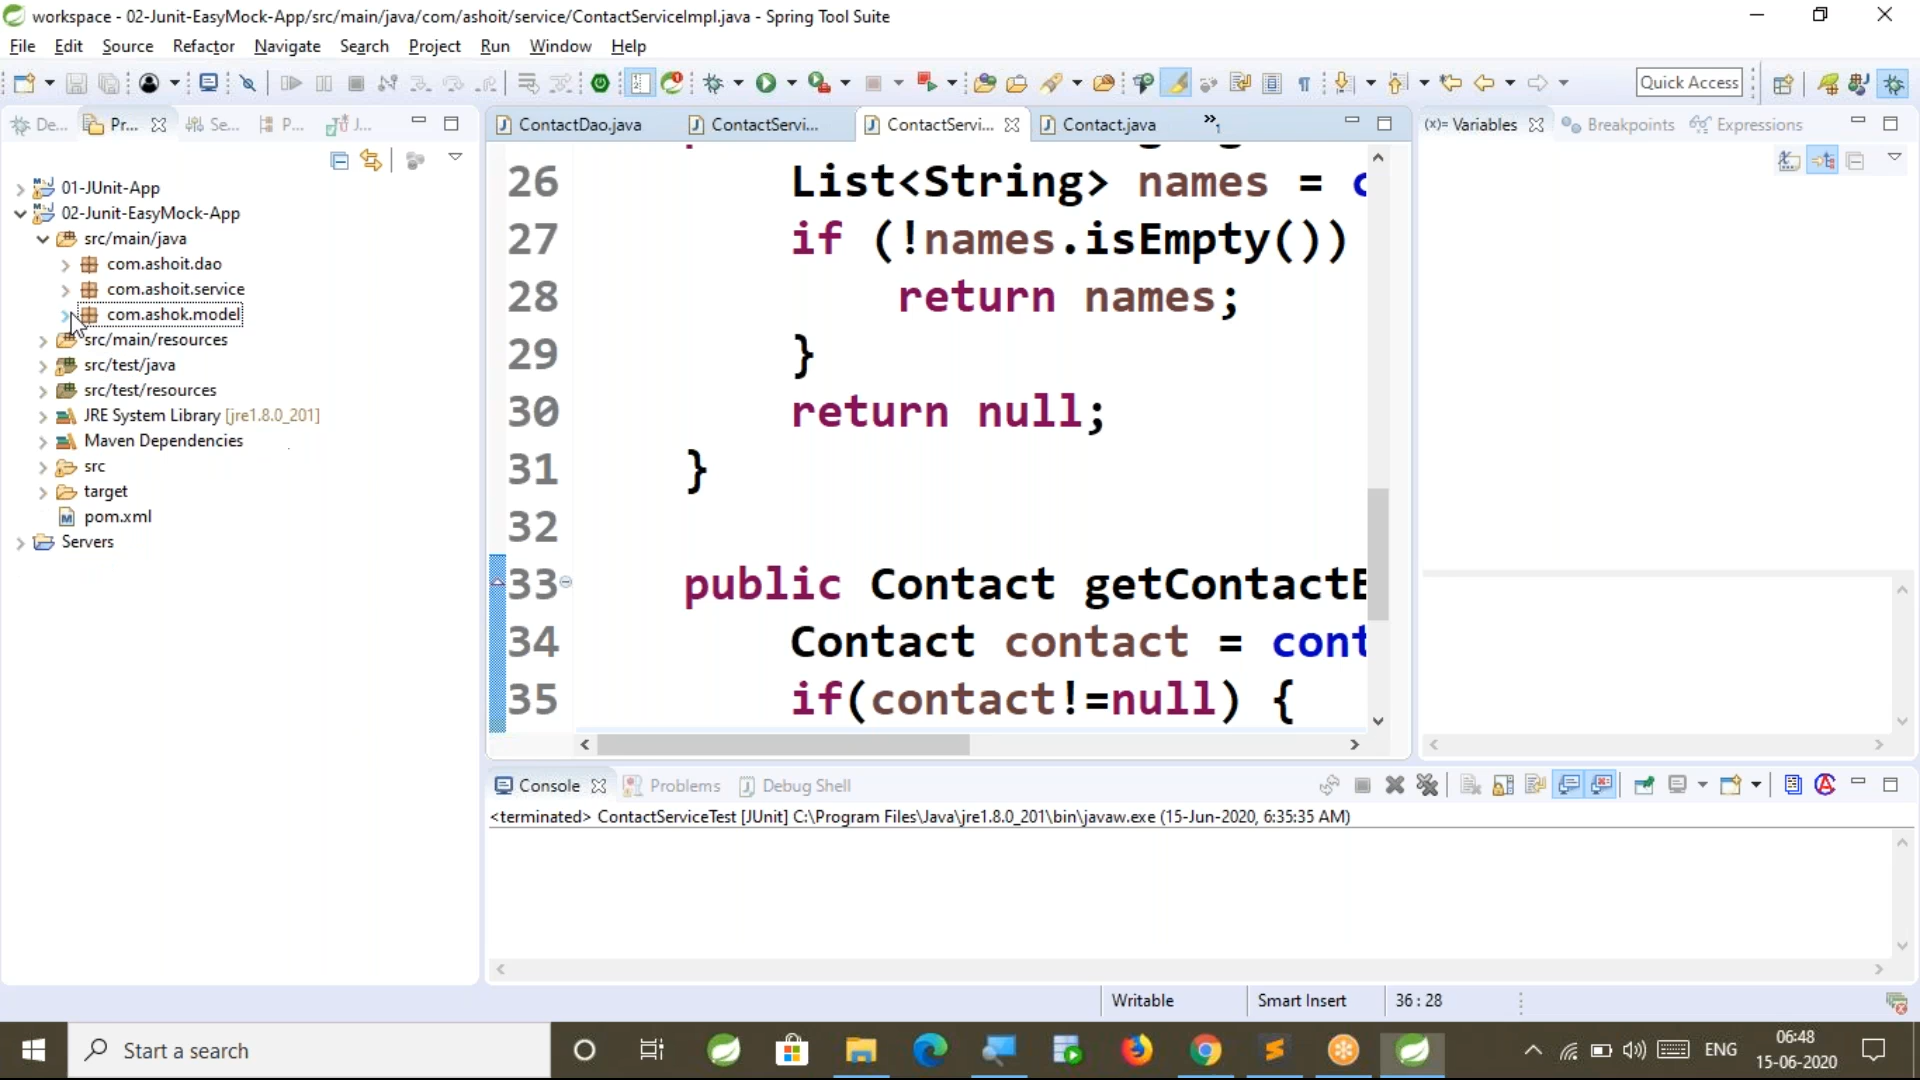 workspace - 02-Junit-EasyMock-App/src/main/java/com/ashoit/service/ContactServiceImpl.java - Spring Tool Suite
File Edit Source Refactor Navigate Search Project Run Window Help
Quick Access
De... Pr... Se... P... J...
ContactDao.java ContactServi... ContactServi... Contact.java »1
(x)= Variables Breakpoints Expressions
01-JUnit-App
02-Junit-EasyMock-App
src/main/java
com.ashoit.dao
com.ashoit.service
com.ashok.model
src/main/resources
src/test/java
src/test/resources
JRE System Library [jre1.8.0_201]
Maven Dependencies
src
target
pom.xml
Servers
26 List<String> names = c
27 if (!names.isEmpty())
28 return names;
29 }
30 return null;
31 }
32
33 public Contact getContactB
34 Contact contact = cont
35 if(contact!=null) {
Console Problems Debug Shell
<terminated> ContactServiceTest [JUnit] C:\Program Files\Java\jre1.8.0_201\bin\javaw.exe (15-Jun-2020, 6:35:35 AM)
Writable Smart Insert 36 : 28
Start a search
ENG
06:48
15-06-2020